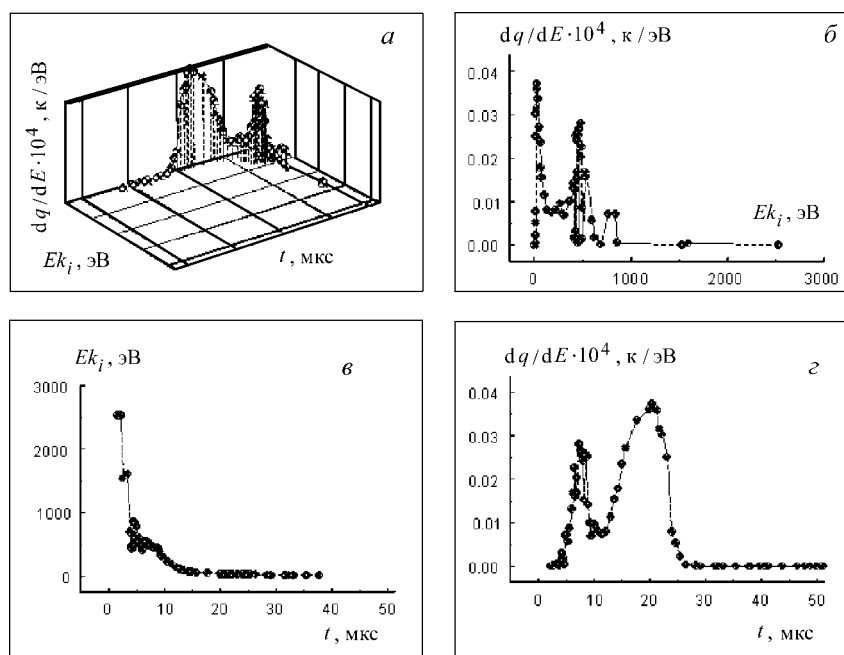 а
dq/dE·10⁴, к/эВ
Ek_i, эВ
t, мкс
dq/dE·10⁴, к/эВ
б
0.04
0.03
0.02
0.01
0.00
Ek_i, эВ
0 1000 2000 3000
Ek_i, эВ
в
3000
2000
1000
0
0 10 20 30 40 50
t, мкс
dq/dE·10⁴, к/эВ
г
0.04
0.03
0.02
0.01
0.00
0 10 20 30 40 50
t, мкс